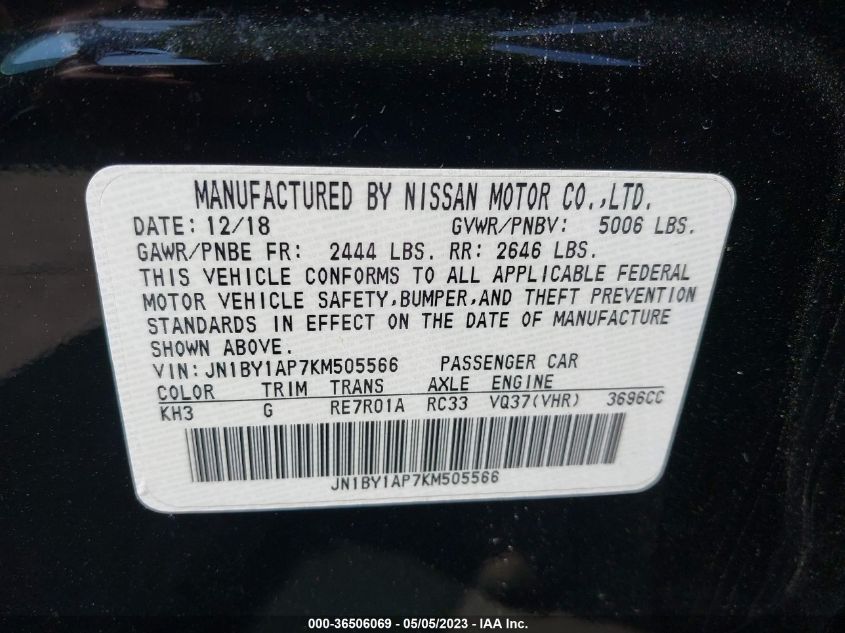 MANUFACTURED BY NISSAN MOTOR CO.,LTD.
DATE: 12/18 GVWR/PNBV: 5006 LBS.
GAWR/PNBE FR: 2444 LBS. RR: 2646 LBS.
THIS VEHICLE CONFORMS TO ALL APPLICABLE FEDERAL
MOTOR VEHICLE SAFETY,BUMPER,AND THEFT PREVENTION
STANDARDS IN EFFECT ON THE DATE OF MANUFACTURE
SHOWN ABOVE.
VIN: JN1BY1AP7KM505566 PASSENGER CAR
COLOR TRIM TRANS AXLE ENGINE
KH3 G RE7R01A RC33 VQ37(VHR) 3696CC
JN1BY1AP7KM505566
000-36506069 - 05/05/2023 - IAA Inc.